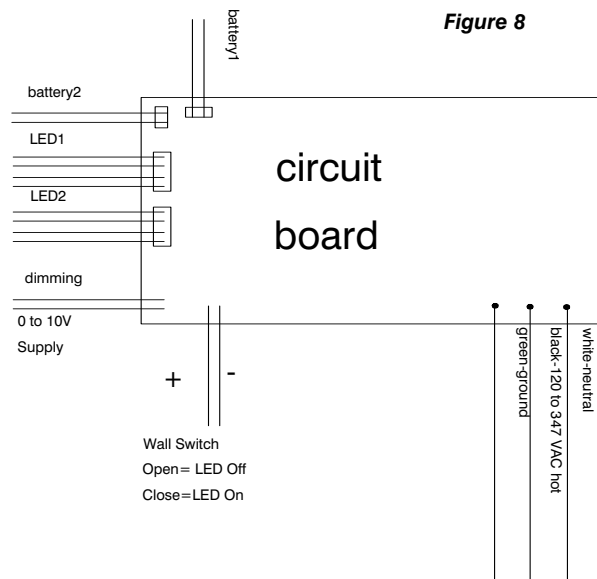 Figure 8
battery1
battery2
LED1
LED2
circuit
board
dimming
0 to 10V
Supply
+ -
Wall Switch
Open= LED Off
Close=LED On
green-ground
black-120 to 347 VAC hot
white-neutral